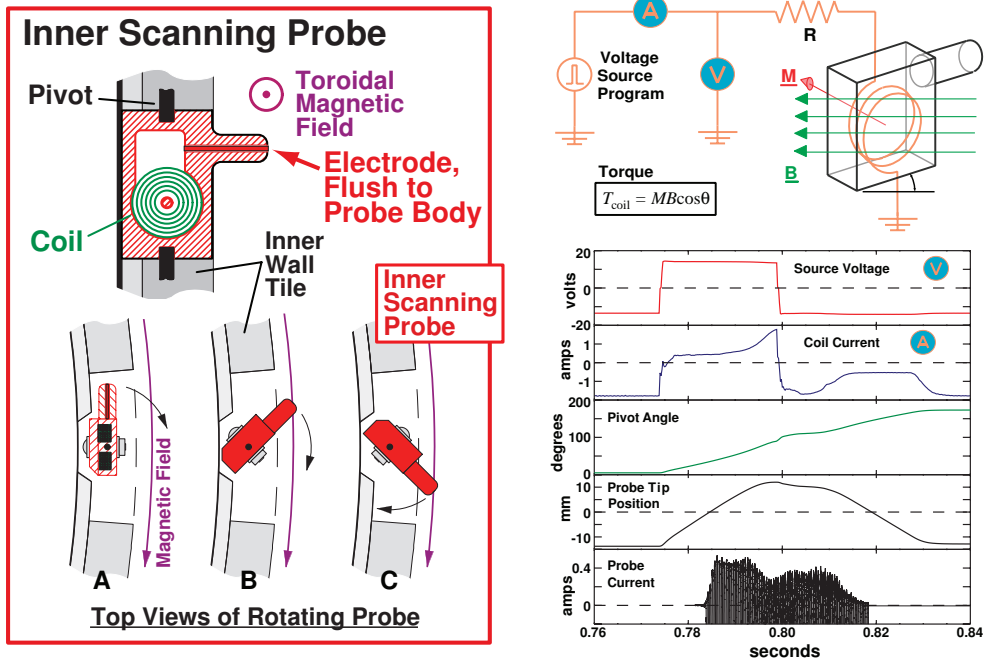 Inner Scanning Probe
Pivot
Toroidal
Magnetic
Field
Electrode,
Flush to
Probe Body
Coil
Inner
Wall
Tile
Inner
Scanning
Probe
Magnetic Field
A
B
C
Top Views of Rotating Probe
A
R
Voltage
Source
Program
V
M
B
Torque
T_coil = MBcosθ
20
0
-20
volts
Source Voltage
V
1
0
-1
amps
Coil Current
A
200
100
0
degrees
Pivot Angle
10
0
-10
mm
Probe Tip
Position
0.4
0
amps
Probe
Current
0.76
0.78
0.80
0.82
0.84
seconds